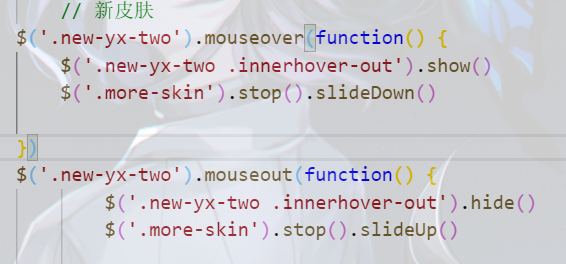 // 新皮肤
$('.new-yx-two').mouseover(function() {
$('.new-yx-two .innerhover-out').show()
$('.more-skin').stop().slideDown()
})
$('.new-yx-two').mouseout(function() {
$('.new-yx-two .innerhover-out').hide()
$('.more-skin').stop().slideUp()